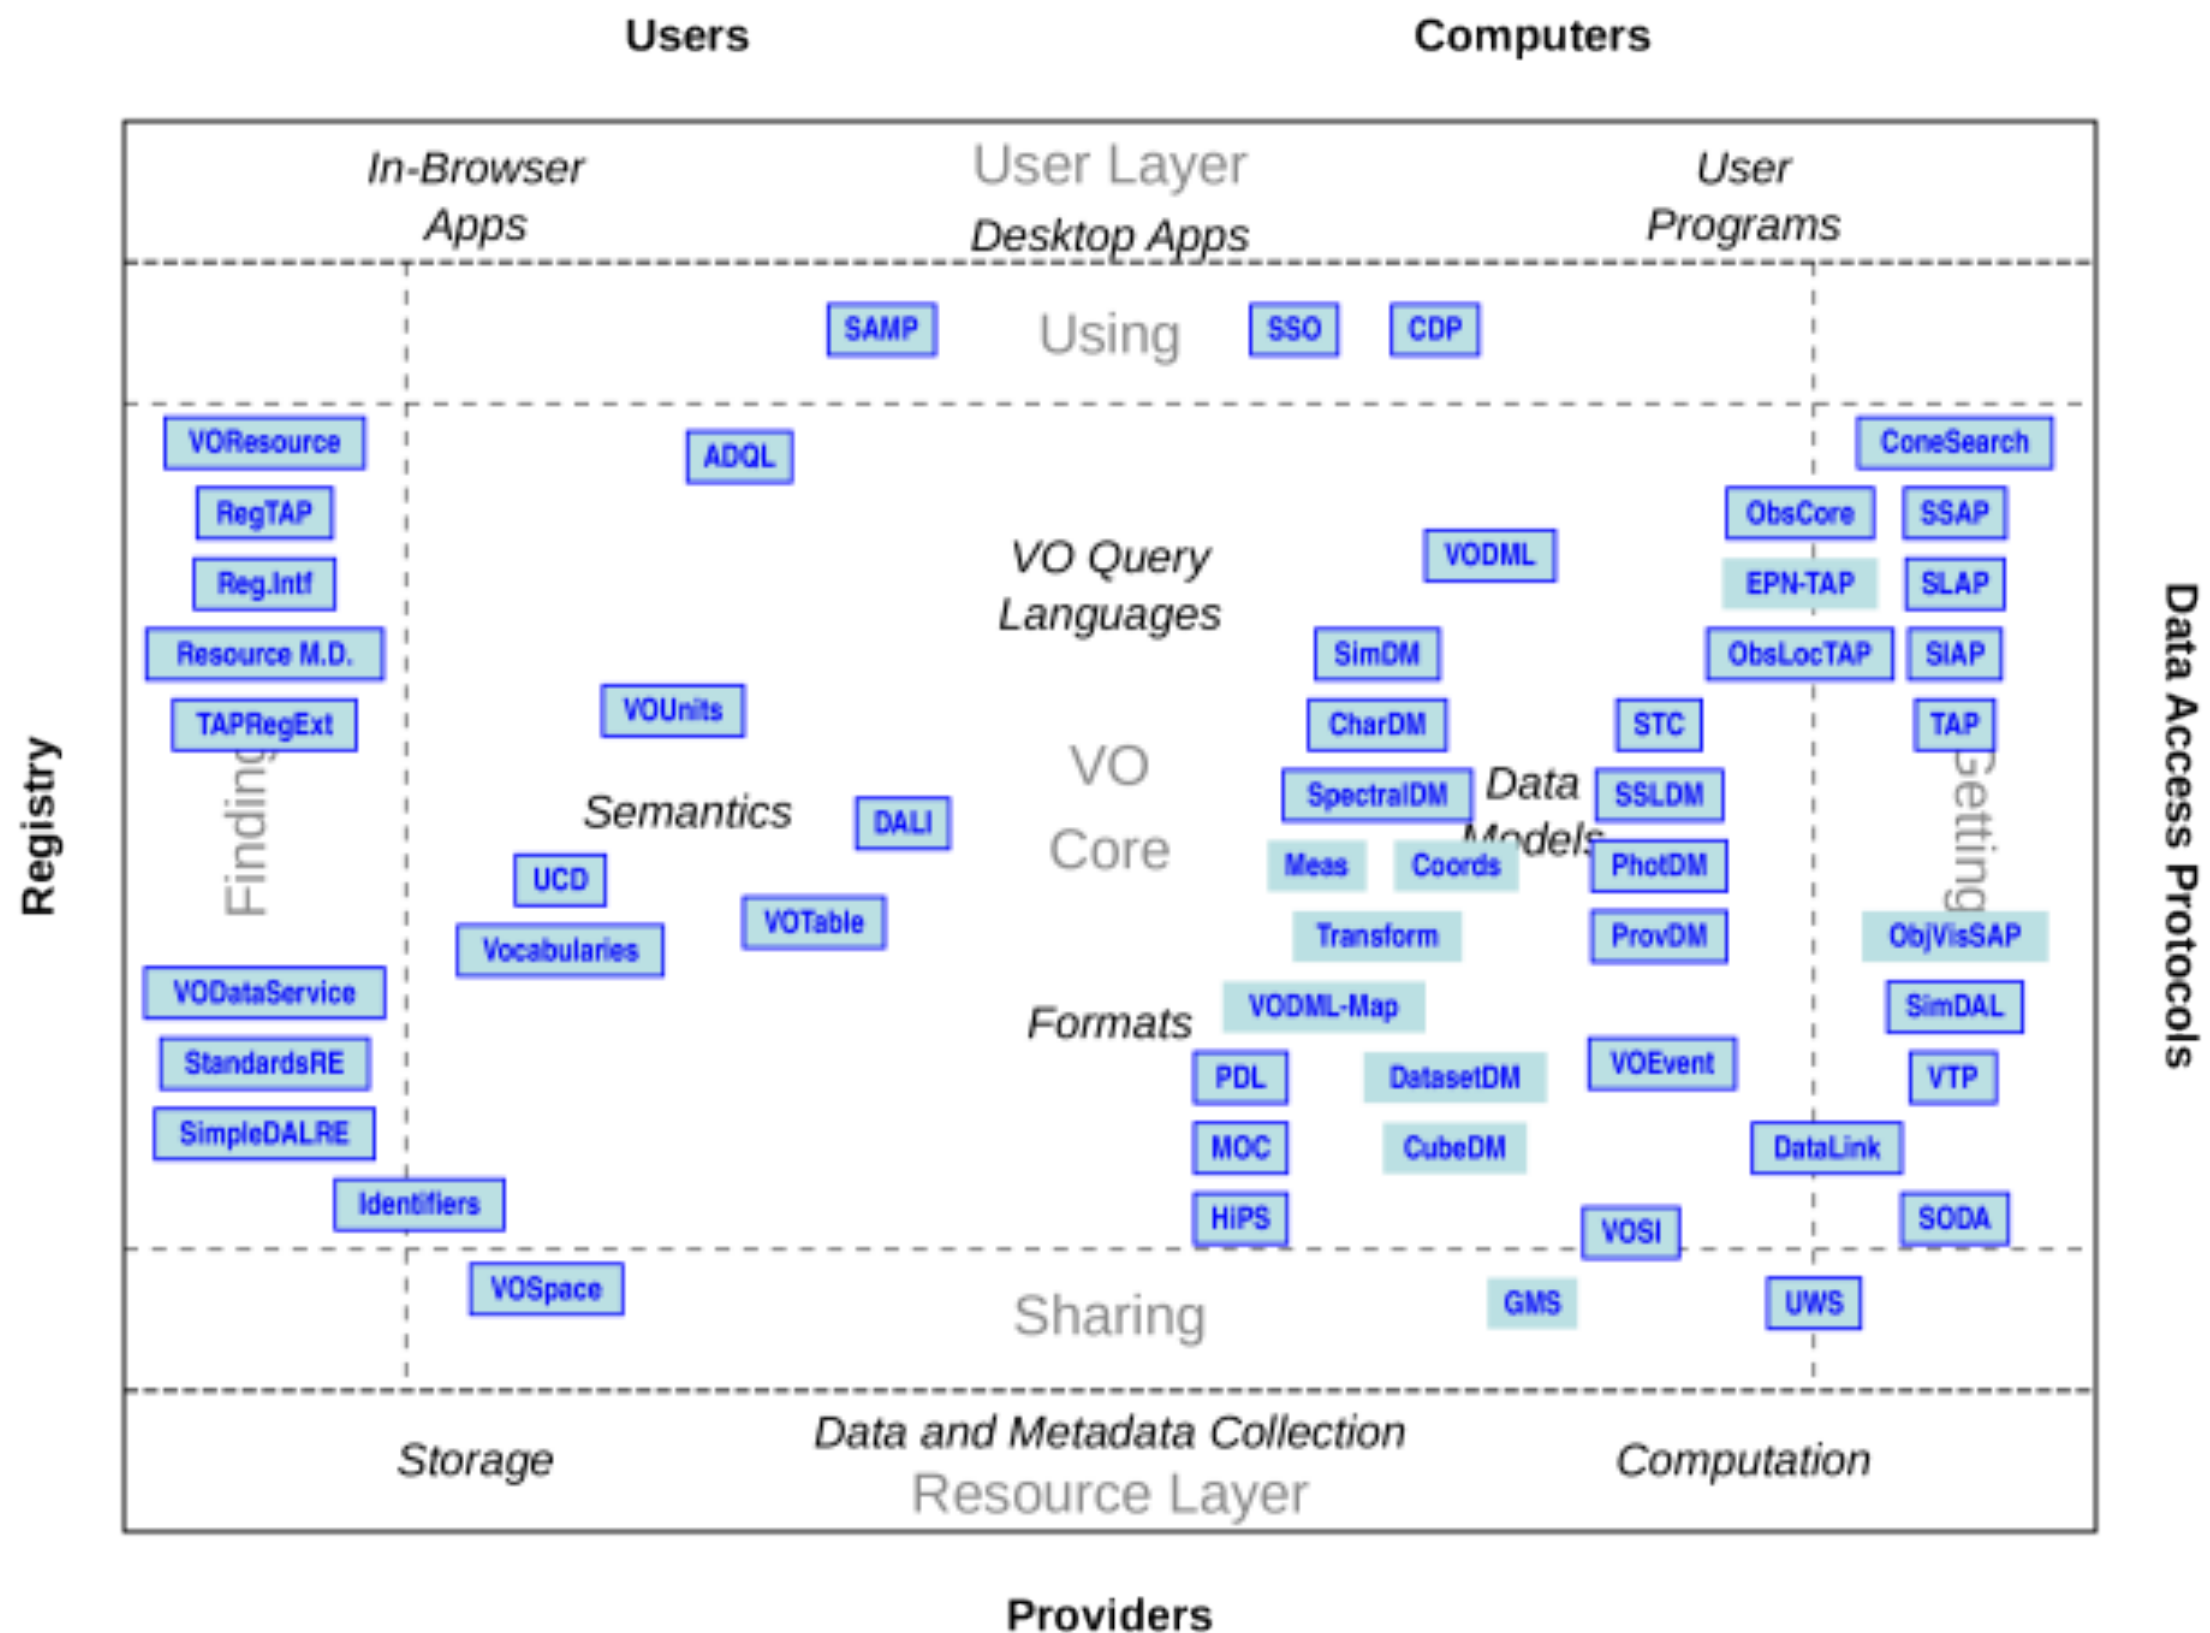 Users
Computers
In-Browser
Apps
User Layer
Desktop Apps
User
Programs
SAMP
Using
SSO
CDP
VOResource
RegTAP
Reg.Intf
Resource M.D.
TAPRegExt
Finding
VODataService
StandardsRE
SimpleDALRE
Identifiers
Registry
ADQL
VOUnits
Semantics
DALI
UCD
VOTable
Vocabularies
VO Query
Languages
VO
Core
Formats
VODML
SimDM
CharDM
SpectralDM
Data
Models
Meas
Coords
Transform
VODML-Map
PDL
DatasetDM
MOC
CubeDM
HiPS
STC
SSLDM
PhotDM
ProvDM
VOEvent
VOSI
ObsCore
EPN-TAP
ObsLocTAP
DataLink
ConeSearch
SSAP
SLAP
SIAP
TAP
Getting
ObjVisSAP
SimDAL
VTP
SODA
Data Access Protocols
VOSpace
Sharing
GMS
UWS
Storage
Data and Metadata Collection
Resource Layer
Computation
Providers